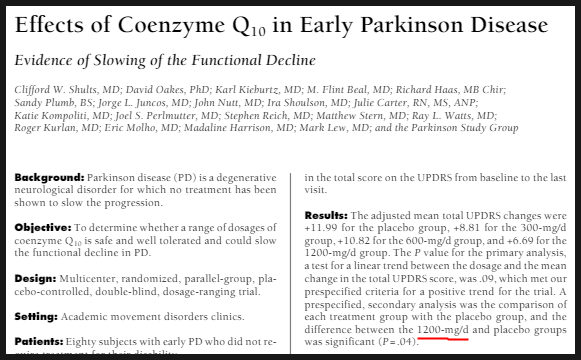 Effects of Coenzyme Q10 in Early Parkinson Disease
Evidence of Slowing of the Functional Decline
Clifford W. Shults, MD; David Oakes, PhD; Karl Kieburtz, MD; M. Flint Beal, MD; Richard Haas, MB Chir;
Sandy Plumb, BS; Jorge L. Juncos, MD; John Nutt, MD; Ira Shoulson, MD; Julie Carter, RN, MS, ANP;
Katie Kompoliti, MD; Joel S. Perlmutter, MD; Stephen Reich, MD; Matthew Stern, MD; Ray L. Watts, MD;
Roger Kurlan, MD; Eric Molho, MD; Madaline Harrison, MD; Mark Lew, MD; and the Parkinson Study Group
Background: Parkinson disease (PD) is a degenerative
neurological disorder for which no treatment has been
shown to slow the progression.
Objective: To determine whether a range of dosages of
coenzyme Q10 is safe and well tolerated and could slow
the functional decline in PD.
Design: Multicenter, randomized, parallel-group, pla-
cebo-controlled, double-blind, dosage-ranging trial.
Setting: Academic movement disorders clinics.
Patients: Eighty subjects with early PD who did not re-
quire treatment for their disability.
in the total score on the UPDRS from baseline to the last
visit.
Results: The adjusted mean total UPDRS changes were
+11.99 for the placebo group, +8.81 for the 300-mg/d
group, +10.82 for the 600-mg/d group, and +6.69 for the
1200-mg/d group. The P value for the primary analysis,
a test for a linear trend between the dosage and the mean
change in the total UPDRS score, was .09, which met our
prespecified criteria for a positive trend for the trial. A
prespecified, secondary analysis was the comparison of
each treatment group with the placebo group, and the
difference between the 1200-mg/d and placebo groups
was significant (P=.04).